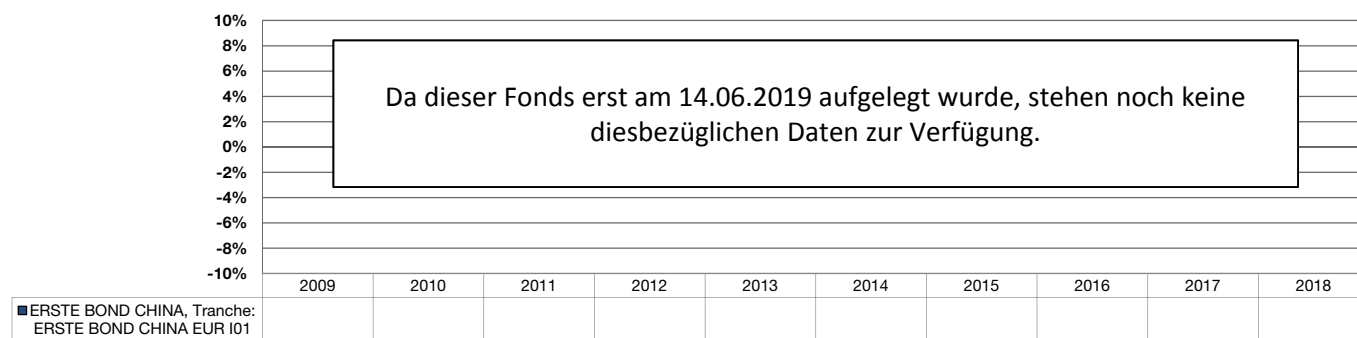 10%
8%
6%
4%
2%
0%
-2%
-4%
-6%
-8%
-10%
Da dieser Fonds erst am 14.06.2019 aufgelegt wurde, stehen noch keine
diesbezüglichen Daten zur Verfügung.
2009 2010 2011 2012 2013 2014 2015 2016 2017 2018
ERSTE BOND CHINA, Tranche:
ERSTE BOND CHINA EUR I01